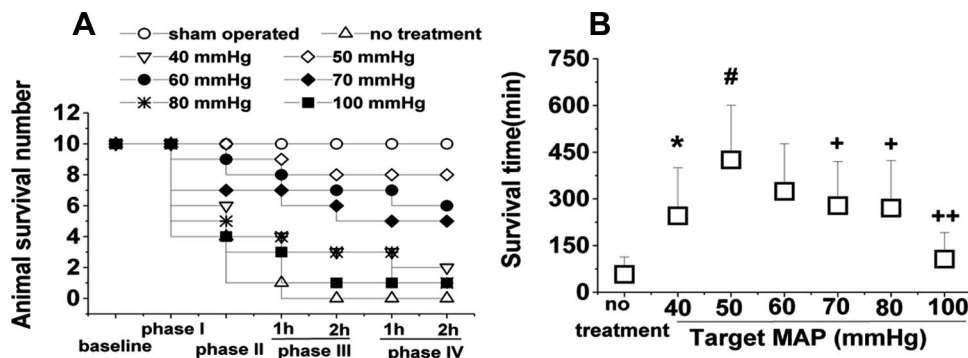 A
sham operated no treatment
40 mmHg 50 mmHg
60 mmHg 70 mmHg
80 mmHg 100 mmHg
Animal survival number
12
10
8
6
4
2
0
baseline
phase I
phase II
1h 2h
phase III
1h 2h
phase IV
B
Survival time(min)
750
600
450
300
150
0
*
#
+
+
++
no treatment
40 50 60 70 80 100
Target MAP (mmHg)